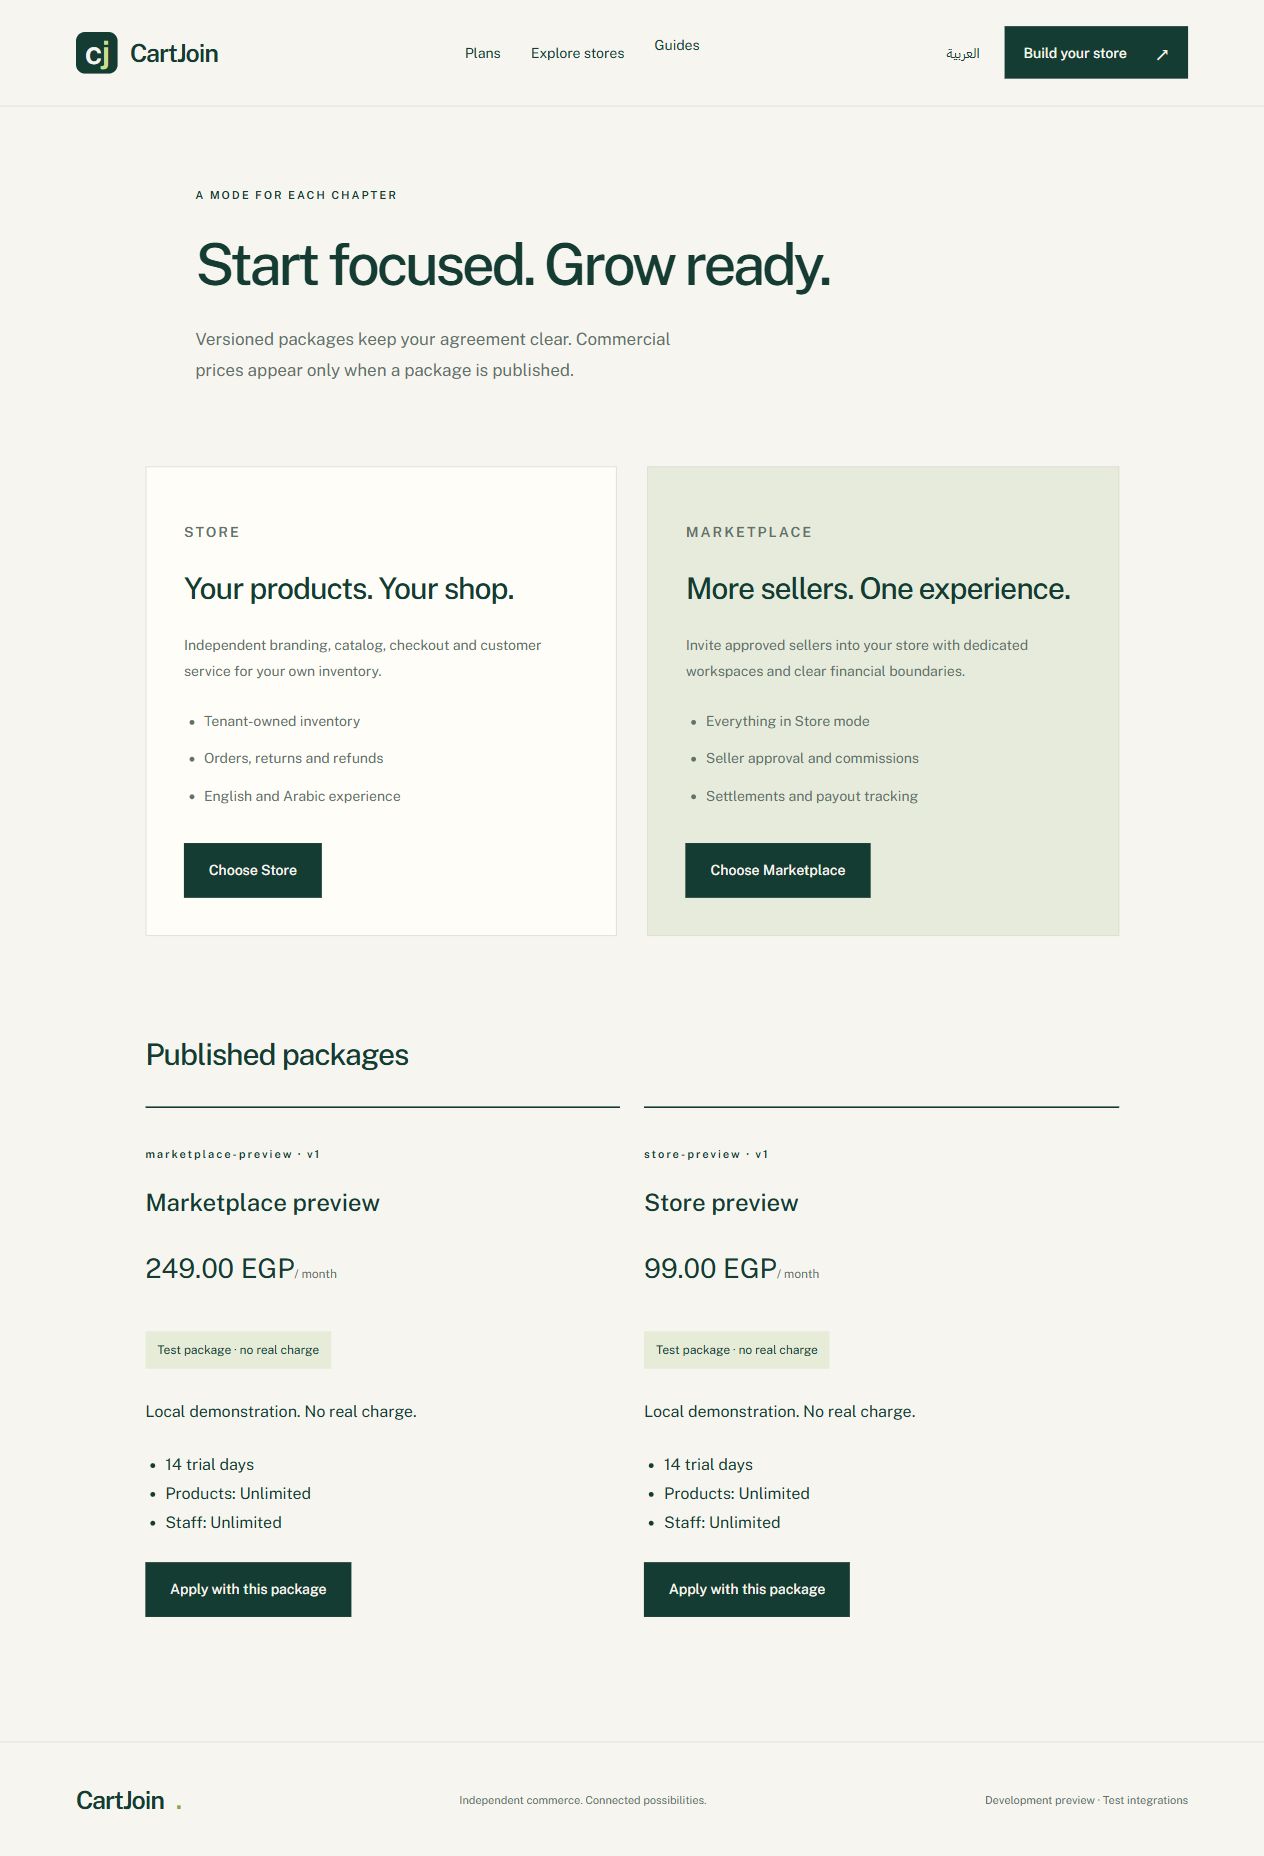 cj CartJoin
Plans
Explore stores
Guides
العربية
Build your store ↗
A MODE FOR EACH CHAPTER
Start focused. Grow ready.
Versioned packages keep your agreement clear. Commercial
prices appear only when a package is published.
STORE
Your products. Your shop.
Independent branding, catalog, checkout and customer
service for your own inventory.
• Tenant-owned inventory
• Orders, returns and refunds
• English and Arabic experience
Choose Store
MARKETPLACE
More sellers. One experience.
Invite approved sellers into your store with dedicated
workspaces and clear financial boundaries.
• Everything in Store mode
• Seller approval and commissions
• Settlements and payout tracking
Choose Marketplace
Published packages
marketplace-preview · v1
Marketplace preview
249.00 EGP/ month
Test package · no real charge
Local demonstration. No real charge.
• 14 trial days
• Products: Unlimited
• Staff: Unlimited
Apply with this package
store-preview · v1
Store preview
99.00 EGP/ month
Test package · no real charge
Local demonstration. No real charge.
• 14 trial days
• Products: Unlimited
• Staff: Unlimited
Apply with this package
CartJoin .
Independent commerce. Connected possibilities.
Development preview · Test integrations